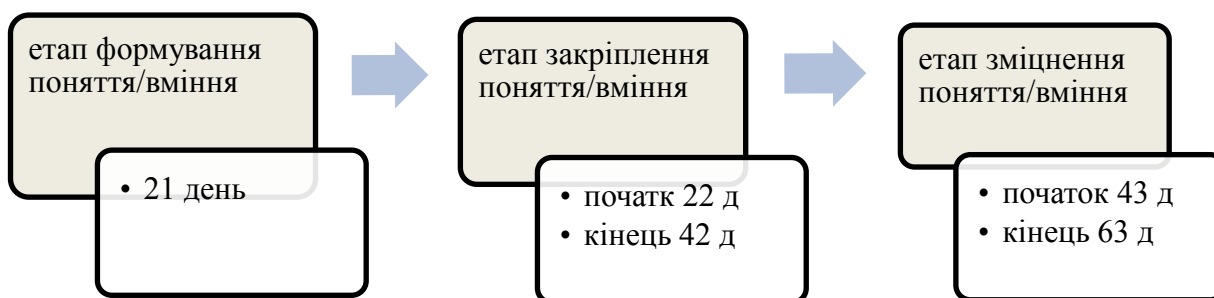 етап формування
поняття/вміння
• 21 день
етап закріплення
поняття/вміння
• початк 22 д
• кінець 42 д
етап зміцнення
поняття/вміння
• початок 43 д
• кінець 63 д